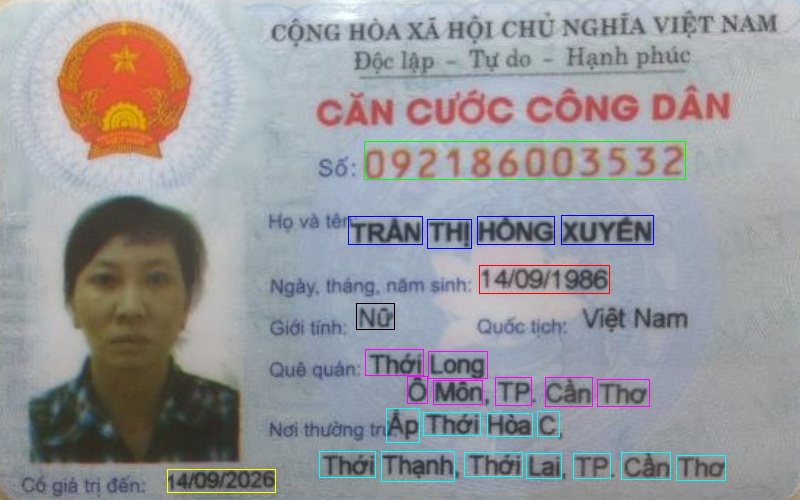 CỘNG HÒA XÃ HỘI CHỦ NGHĨA VIỆT NAM
Độc lập - Tự do - Hạnh phúc
CĂN CƯỚC CÔNG DÂN
Số: 092186003532
Họ và tên TRẦN THỊ HỒNG XUYẾN
Ngày, tháng, năm sinh: 14/09/1986
Giới tính: Nữ Quốc tịch: Việt Nam
Quê quán: Thới Long
Ô Môn, TP. Cần Thơ
Nơi thường trú Ấp Thới Hòa C,
Thới Thạnh, Thới Lai, TP. Cần Thơ
Có giá trị đến: 14/09/2026